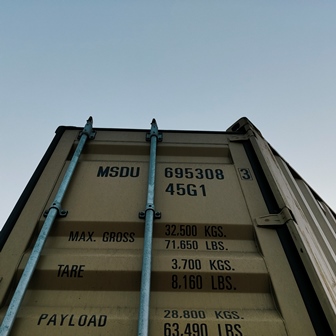 MSDU 695308 3
45G1
MAX. GROSS 32.500 KGS.
71.650 LBS.
TARE 3.700 KGS.
8.160 LBS.
PAYLOAD 28.800 KGS.
63.490 LBS.